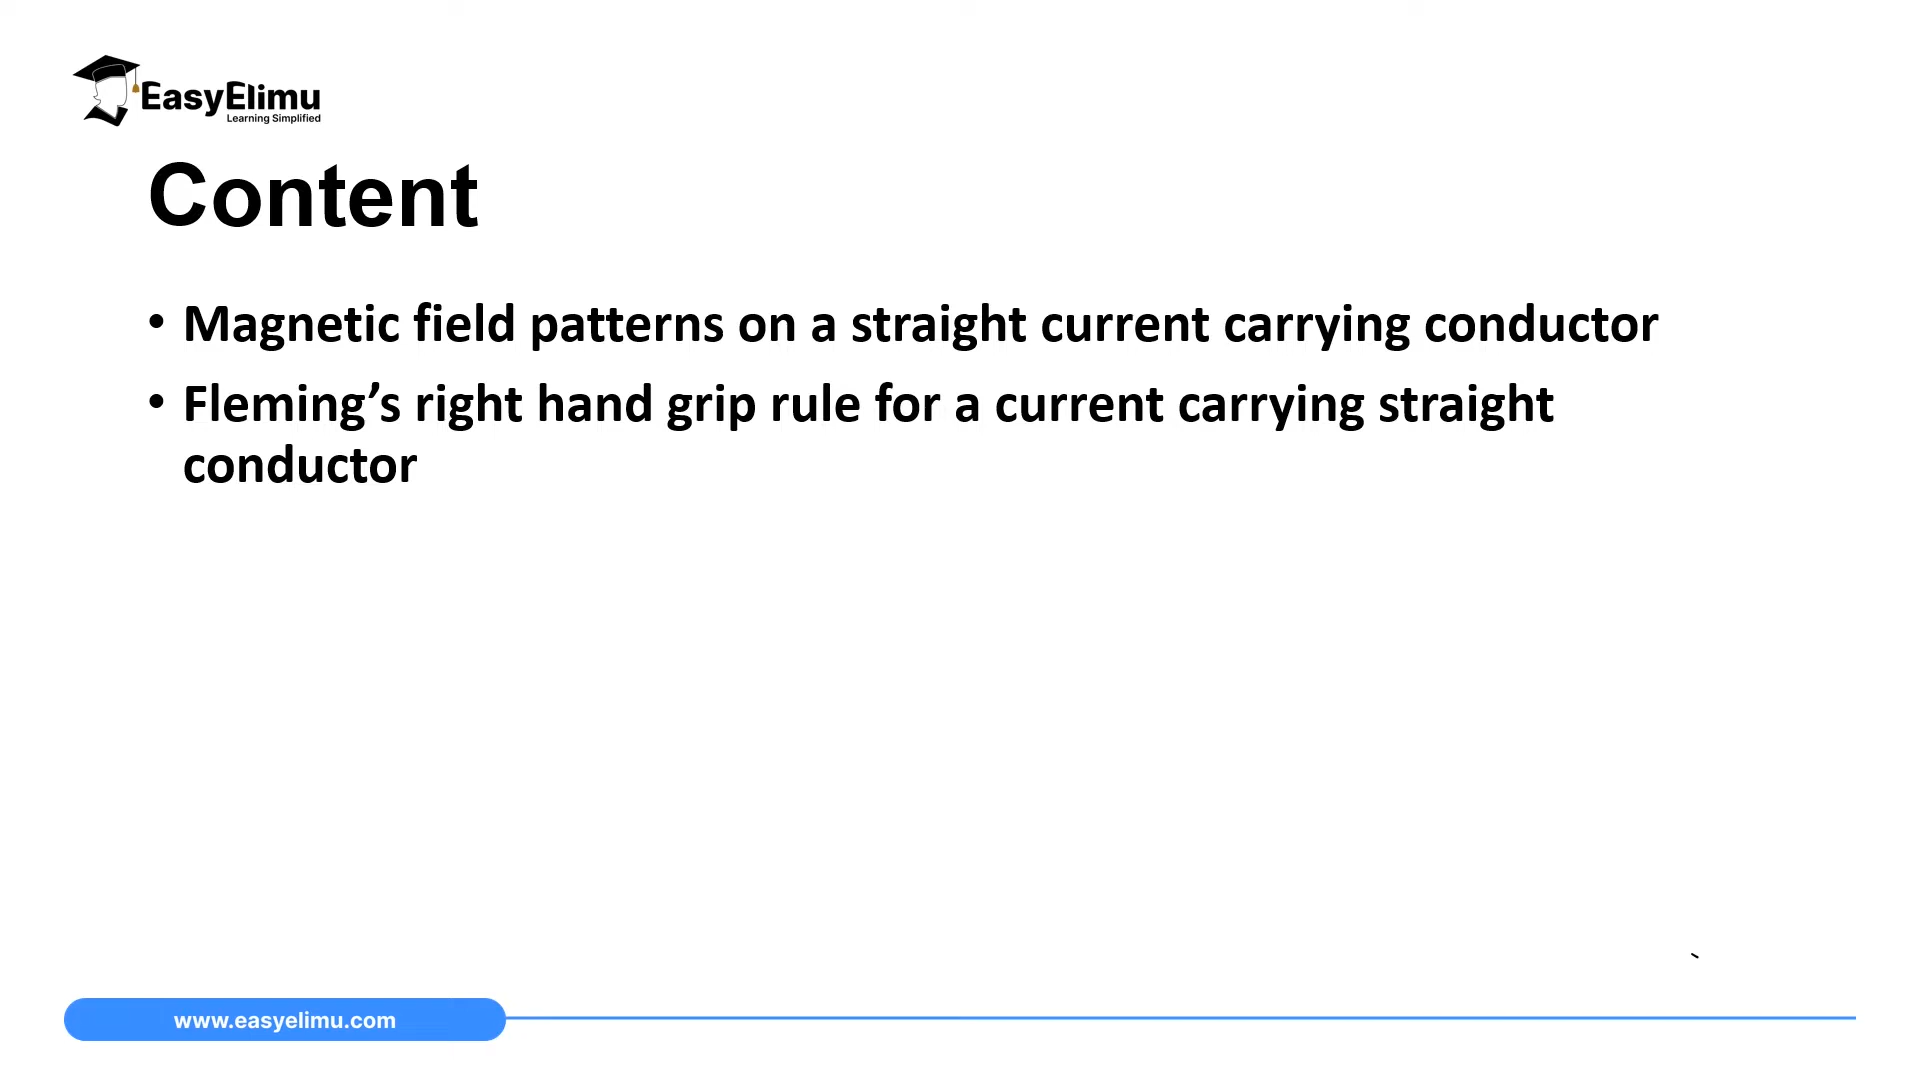 EasyElimu
Learning Simplified
Content
• Magnetic field patterns on a straight current carrying conductor
• Fleming’s right hand grip rule for a current carrying straight
conductor
www.easyelimu.com